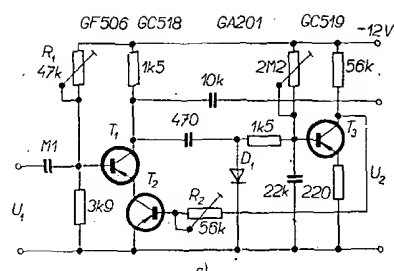 GF506 GC518 GA201 GC519
-12V
R1 47k
1k5
10k
2M2
56k
M1
T1
470
1k5
T3
T2
D1
U1
3k9
R2
56k
22k
220
U2
a)